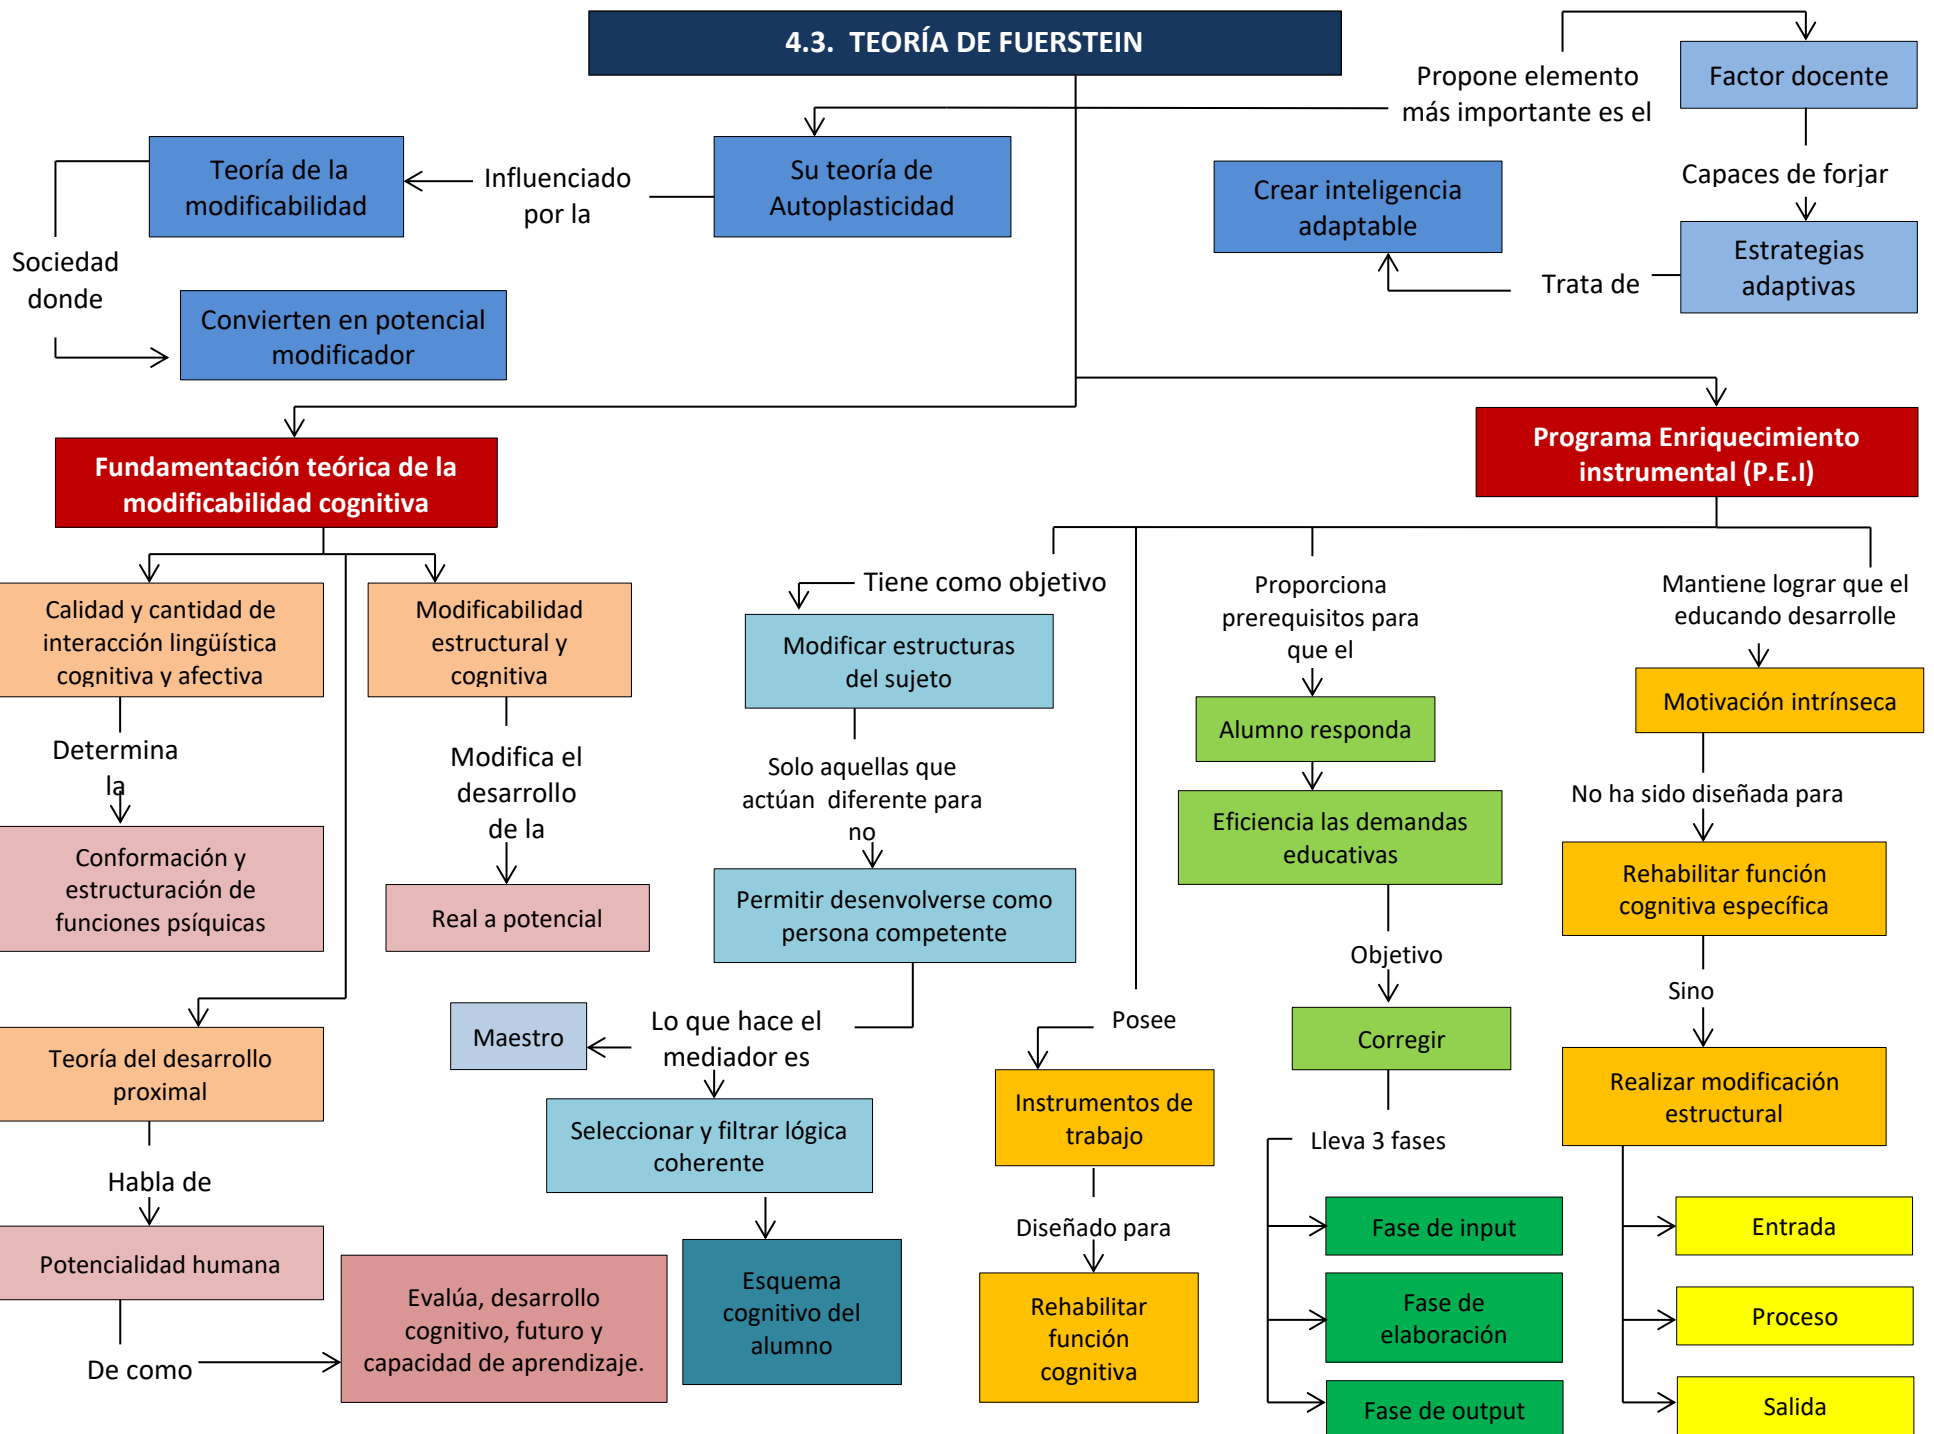 4.3.  TEORÍA DE FUERSTEIN
Propone elemento
más importante es el
Factor docente
Capaces de forjar
Estrategias
adaptivas
Trata de
Crear inteligencia
adaptable
Su teoría de
Autoplasticidad
Influenciado
por la
Teoría de la
modificabilidad
Sociedad
donde
Convierten en potencial
modificador
Fundamentación teórica de la
modificabilidad cognitiva
Calidad y cantidad de
interacción lingüística
cognitiva y afectiva
Determina
la
Conformación y
estructuración de
funciones psíquicas
Modificabilidad
estructural y
cognitiva
Modifica el
desarrollo
de la
Real a potencial
Teoría del desarrollo
proximal
Habla de
Potencialidad humana
De como
Evalúa, desarrollo
cognitivo, futuro y
capacidad de aprendizaje.
Programa Enriquecimiento
instrumental (P.E.I)
Tiene como objetivo
Modificar estructuras
del sujeto
Solo aquellas que
actúan  diferente para
no
Permitir desenvolverse como
persona competente
Lo que hace el
mediador es
Maestro
Seleccionar y filtrar lógica
coherente
Esquema
cognitivo del
alumno
Posee
Instrumentos de
trabajo
Diseñado para
Rehabilitar
función
cognitiva
Proporciona
prerequisitos para
que el
Alumno responda
Eficiencia las demandas
educativas
Objetivo
Corregir
Lleva 3 fases
Fase de input
Fase de
elaboración
Fase de output
Mantiene lograr que el
educando desarrolle
Motivación intrínseca
No ha sido diseñada para
Rehabilitar función
cognitiva específica
Sino
Realizar modificación
estructural
Entrada
Proceso
Salida